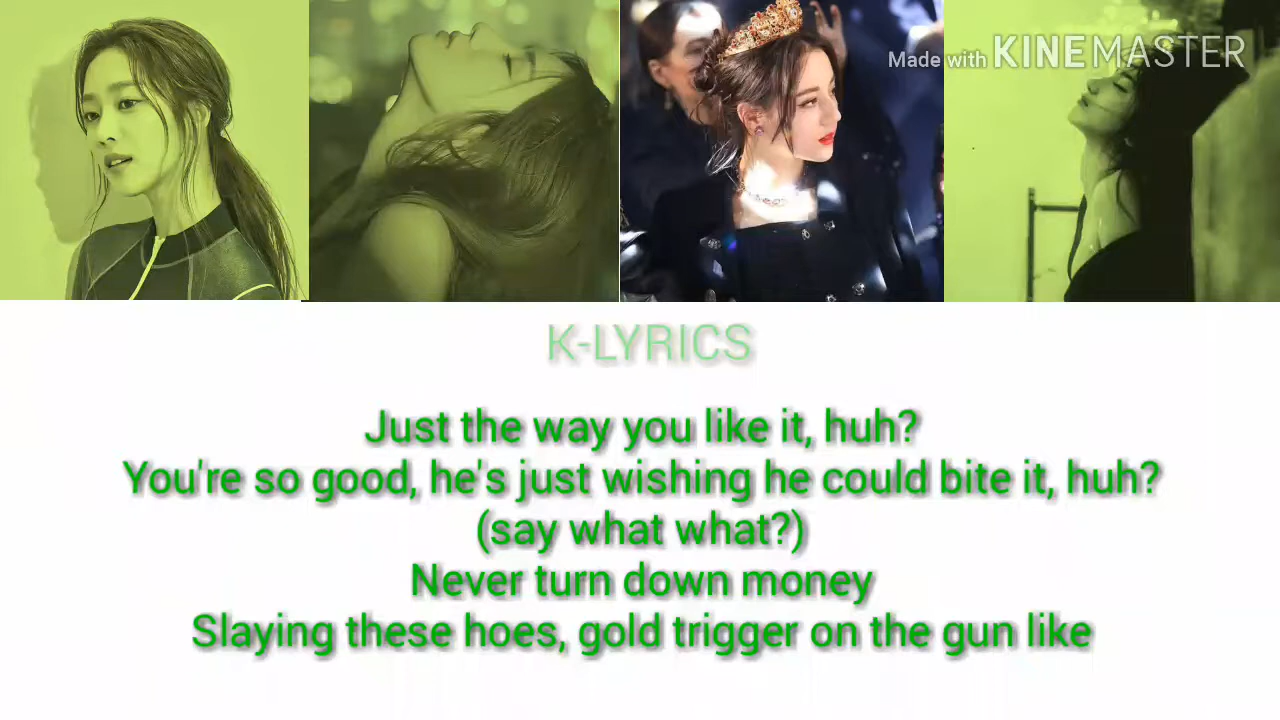 Made with KINEMASTER
K-LYRICS
Just the way you like it, huh?
You're so good, he's just wishing he could bite it, huh?
(say what what?)
Never turn down money
Slaying these hoes, gold trigger on the gun like